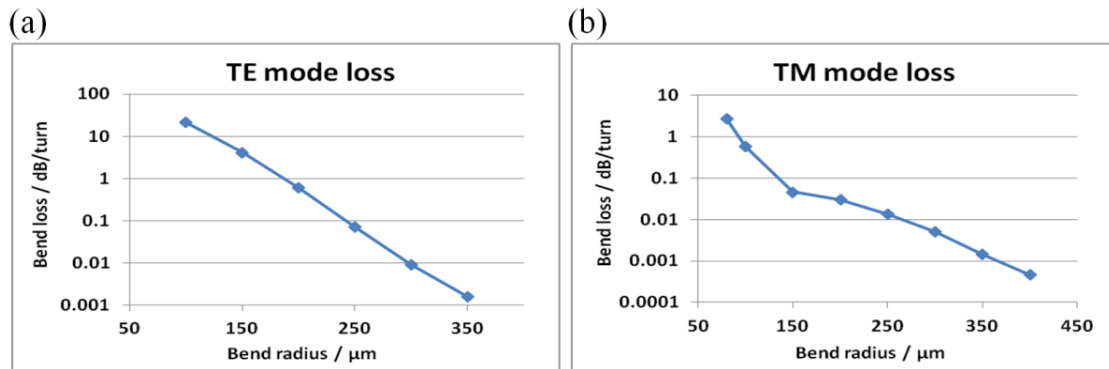 (a)
TE mode loss
Bend loss / dB/turn
100
10
1
0.1
0.01
0.001
50 150 250 350
Bend radius / µm
(b)
TM mode loss
Bend loss / dB/turn
10
1
0.1
0.01
0.001
0.0001
50 150 250 350 450
Bend radius / µm